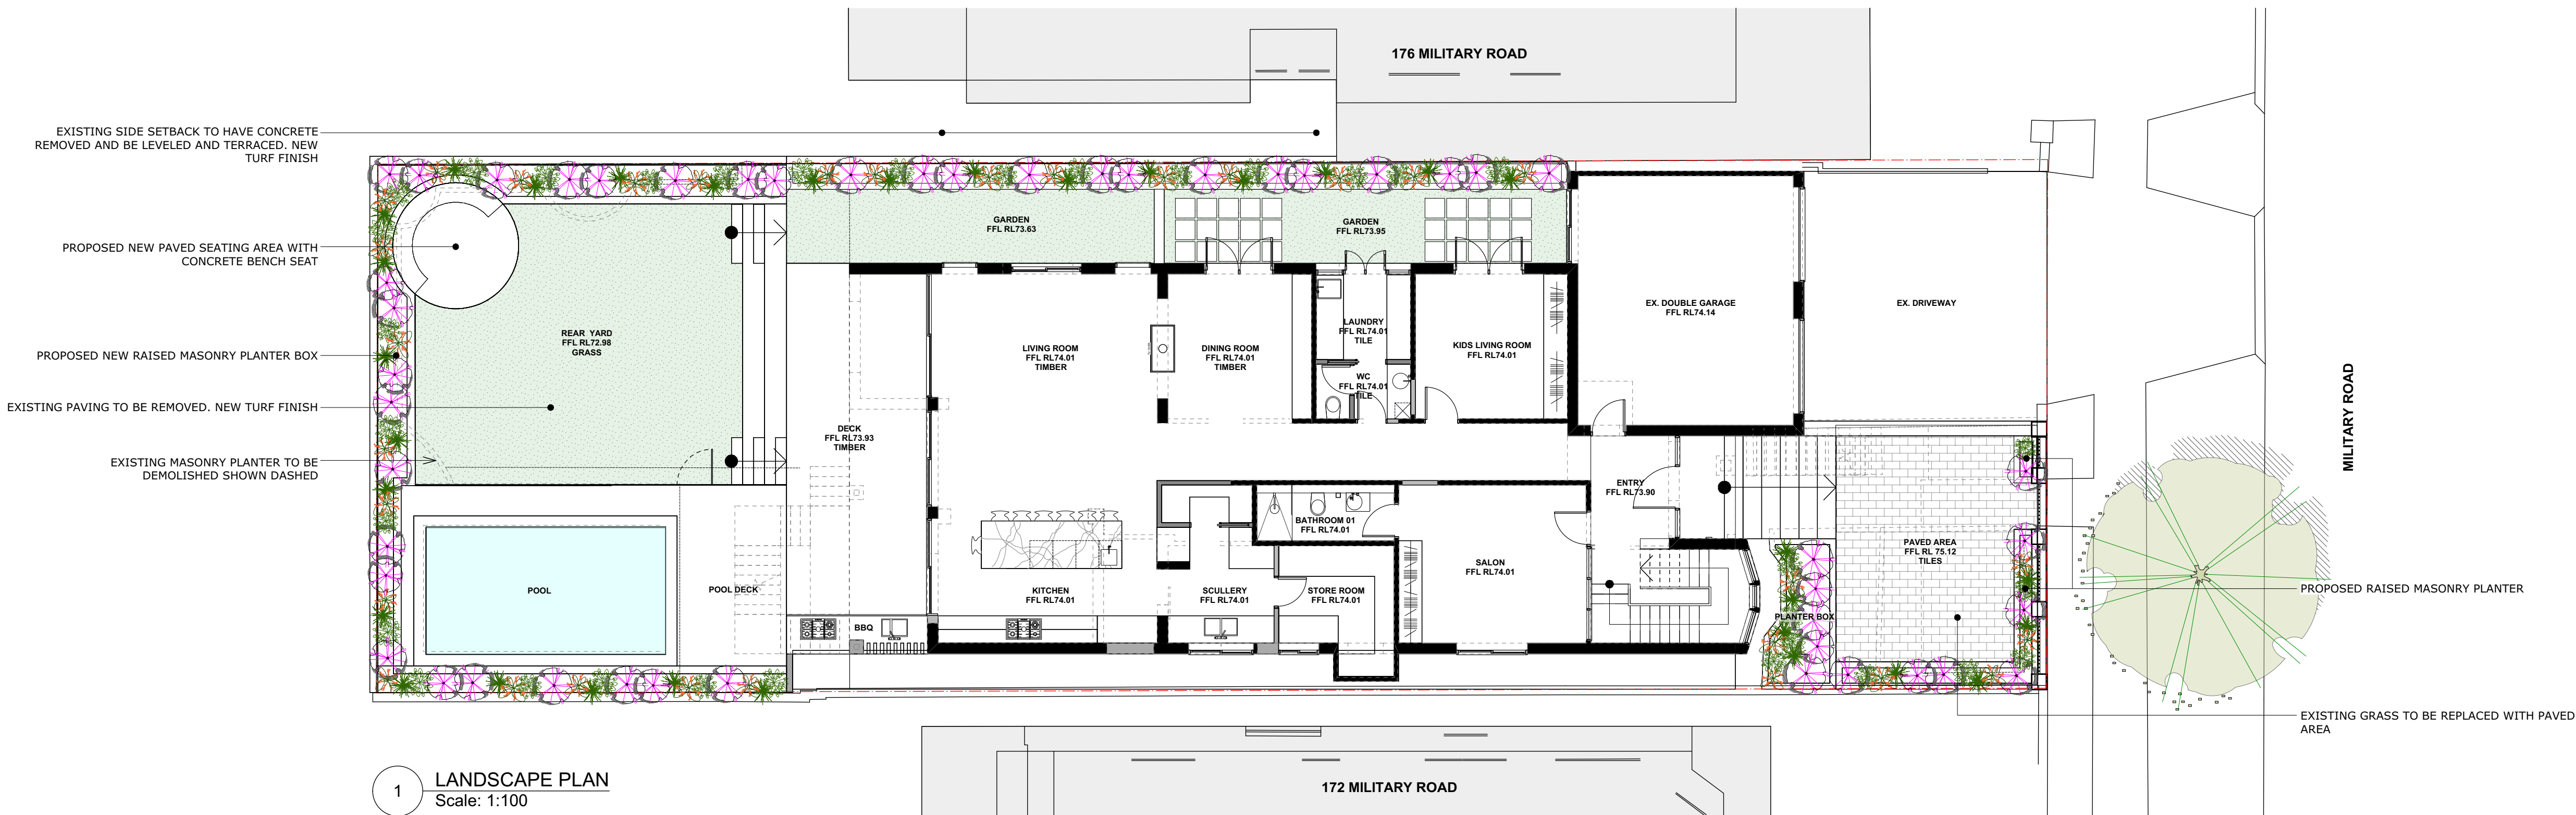 176 MILITARY ROAD
EXISTING SIDE SETBACK TO HAVE CONCRETE
REMOVED AND BE LEVELED AND TERRACED. NEW
TURF FINISH
PROPOSED NEW PAVED SEATING AREA WITH
CONCRETE BENCH SEAT
PROPOSED NEW RAISED MASONRY PLANTER BOX
EXISTING PAVING TO BE REMOVED. NEW TURF FINISH
EXISTING MASONRY PLANTER TO BE
DEMOLISHED SHOWN DASHED
GARDEN
FFL RL73.63
GARDEN
FFL RL73.95
REAR YARD
FFL RL72.98
GRASS
LIVING ROOM
FFL RL74.01
TIMBER
DINING ROOM
FFL RL74.01
TIMBER
LAUNDRY
FFL RL74.01
TILE
WC
FFL RL74.01
TILE
KIDS LIVING ROOM
FFL RL74.01
EX. DOUBLE GARAGE
FFL RL74.14
EX. DRIVEWAY
MILITARY ROAD
DECK
FFL RL73.93
TIMBER
ENTRY
FFL RL73.90
BATHROOM 01
FFL RL74.01
PAVED AREA
FFL RL 75.12
TILES
POOL
POOL DECK
KITCHEN
FFL RL74.01
SCULLERY
FFL RL74.01
STORE ROOM
FFL RL74.01
SALON
FFL RL74.01
BBQ
PLANTER BOX
PROPOSED RAISED MASONRY PLANTER
EXISTING GRASS TO BE REPLACED WITH PAVED
AREA
172 MILITARY ROAD
1
LANDSCAPE PLAN
Scale: 1:100